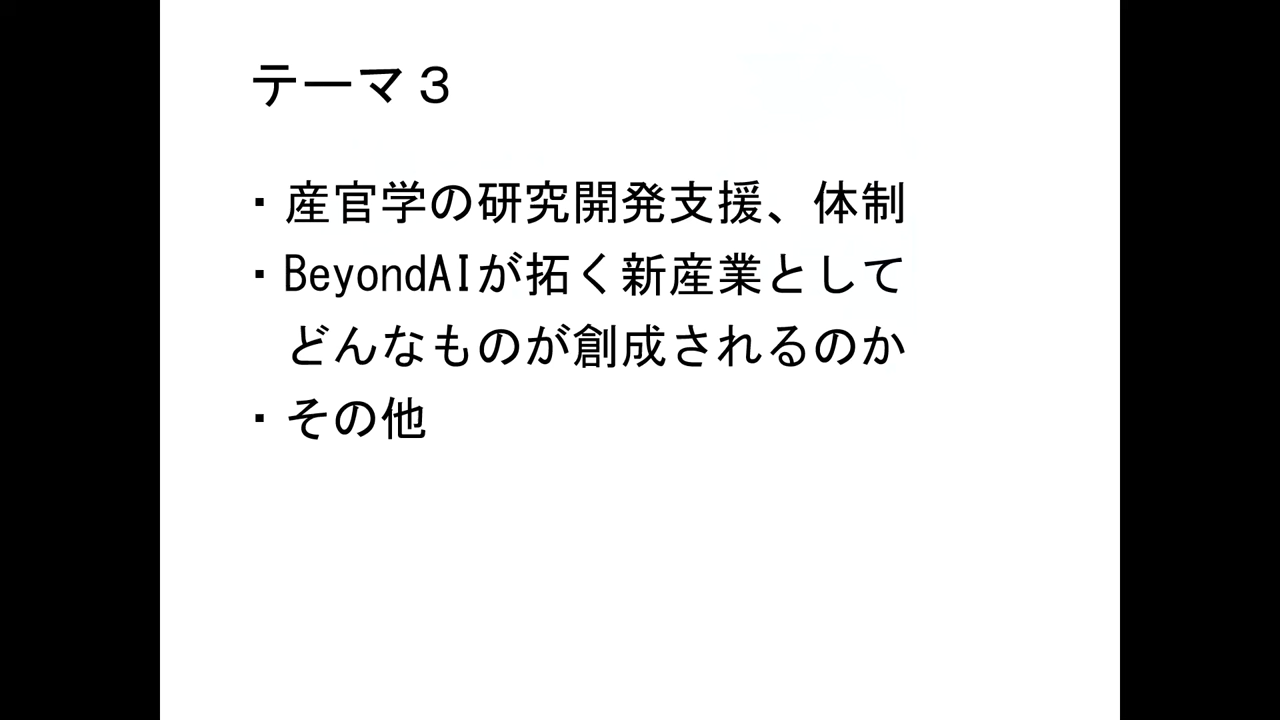 テーマ３
・産官学の研究開発支援、体制
・BeyondAIが拓く新産業として
どんなものが創成されるのか
・その他